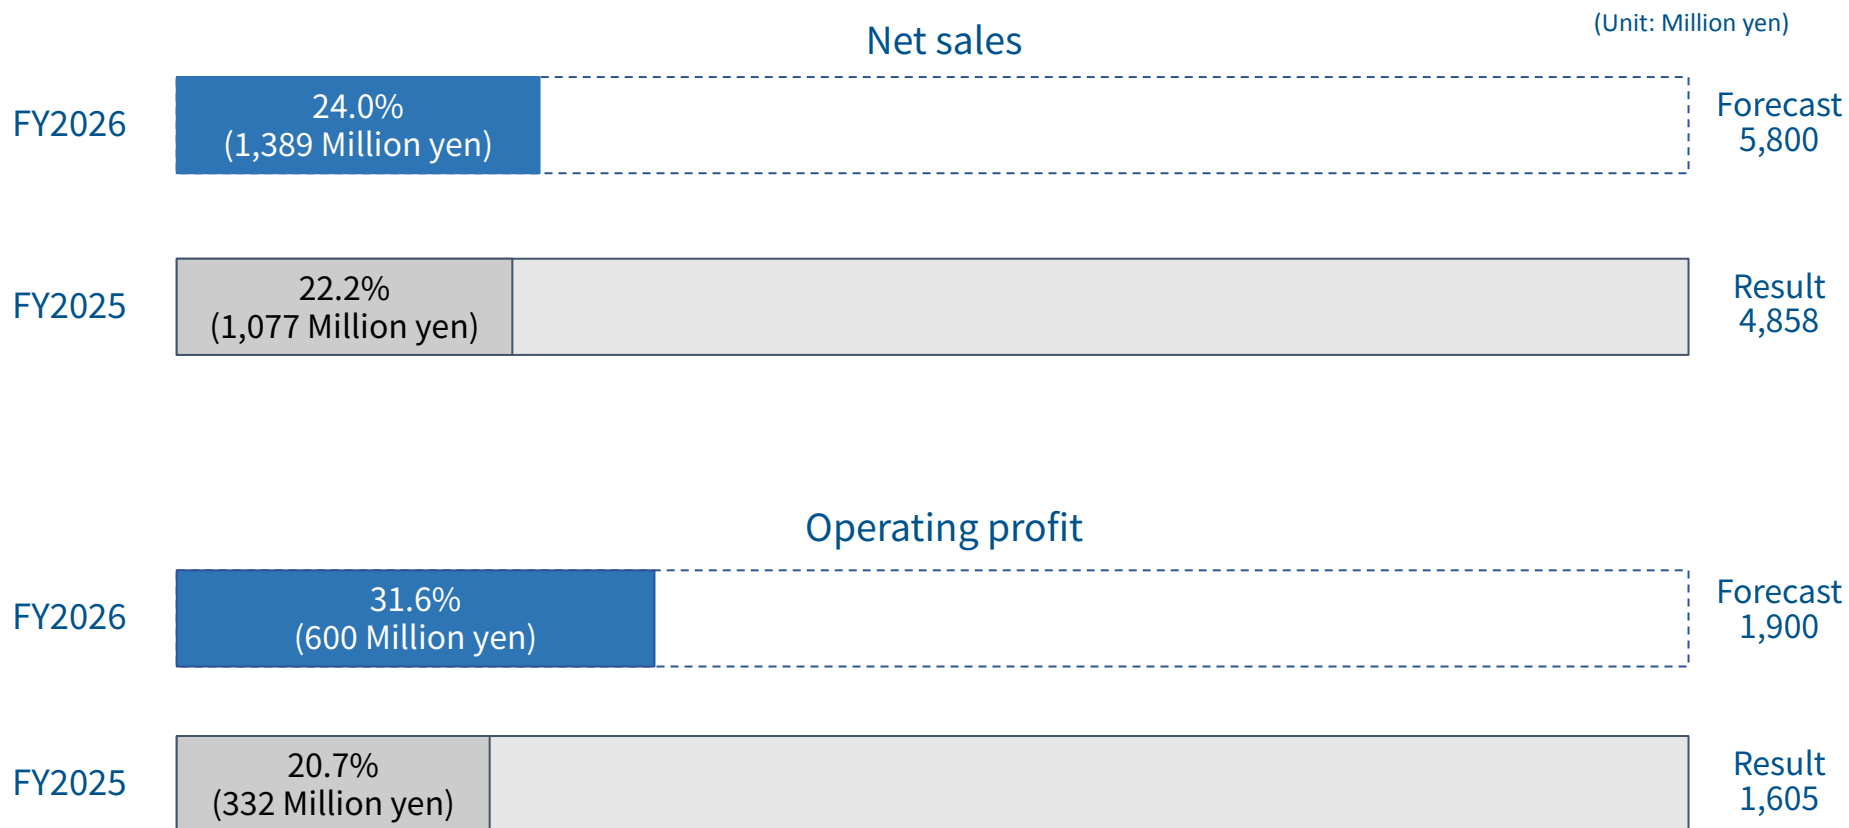 (Unit: Million yen)
Net sales
FY2026
24.0%
(1,389 Million yen)
Forecast
5,800
FY2025
22.2%
(1,077 Million yen)
Result
4,858
Operating profit
FY2026
31.6%
(600 Million yen)
Forecast
1,900
FY2025
20.7%
(332 Million yen)
Result
1,605